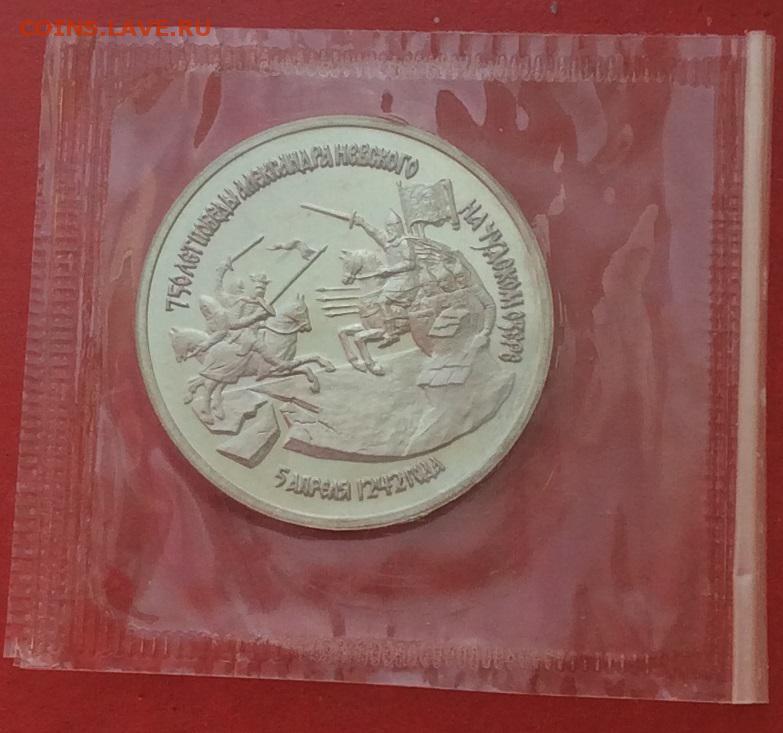 COINS.LAVE.RU
750 ЛЕТ ПОБЕДЫ АЛЕКСАНДРА НЕВСКОГО
НА ЧУДСКОМ ОЗЕРЕ
5 АПРЕЛЯ 1242 ГОДА